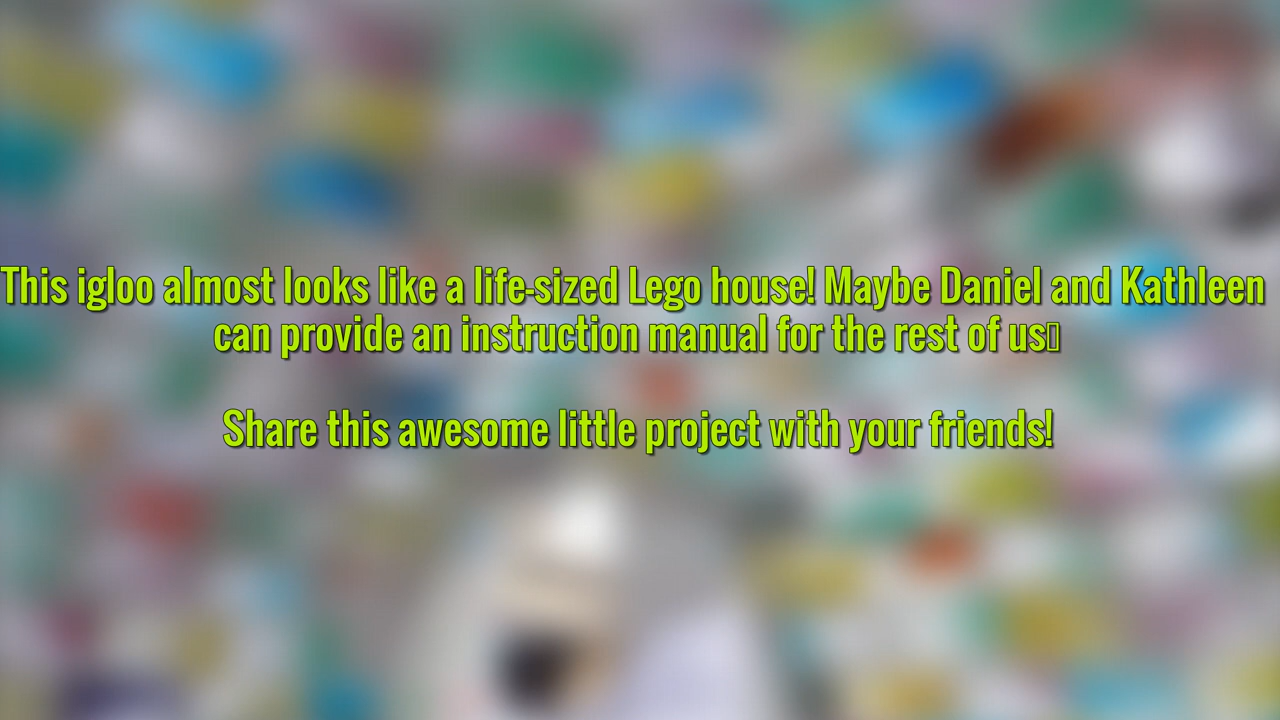 This igloo almost looks like a life-sized Lego house! Maybe Daniel and Kathleen
can provide an instruction manual for the rest of us
Share this awesome little project with your friends!